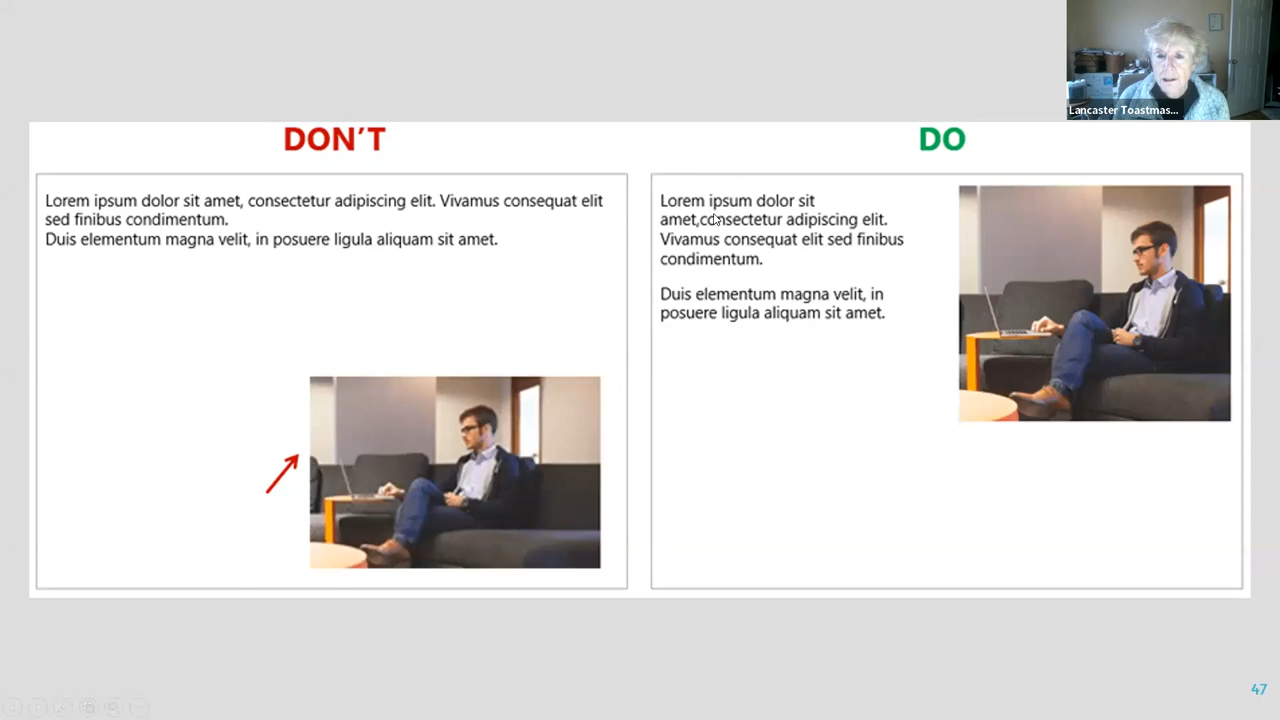 Lancaster Toastmas...
DON'T
DO
Lorem ipsum dolor sit amet, consectetur adipiscing elit. Vivamus consequat elit
sed finibus condimentum.
Duis elementum magna velit, in posuere ligula aliquam sit amet.
Lorem ipsum dolor sit
amet,consectetur adipiscing elit.
Vivamus consequat elit sed finibus
condimentum.
Duis elementum magna velit, in
posuere ligula aliquam sit amet.
47